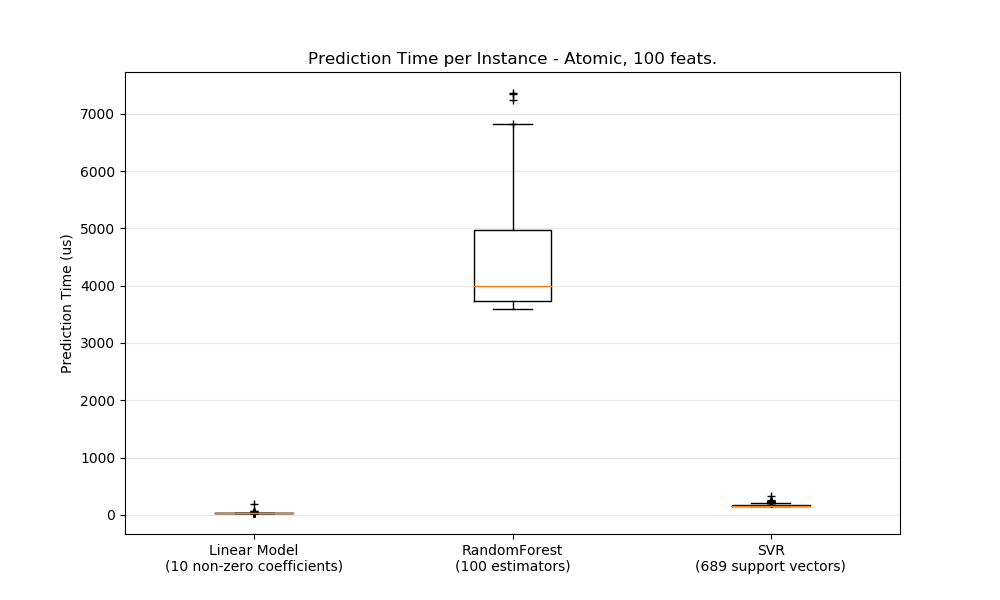 Prediction Time per Instance - Atomic, 100 feats.
Prediction Time (us)
7000
6000
5000
4000
3000
2000
1000
0
Linear Model
(10 non-zero coefficients)
RandomForest
(100 estimators)
SVR
(689 support vectors)